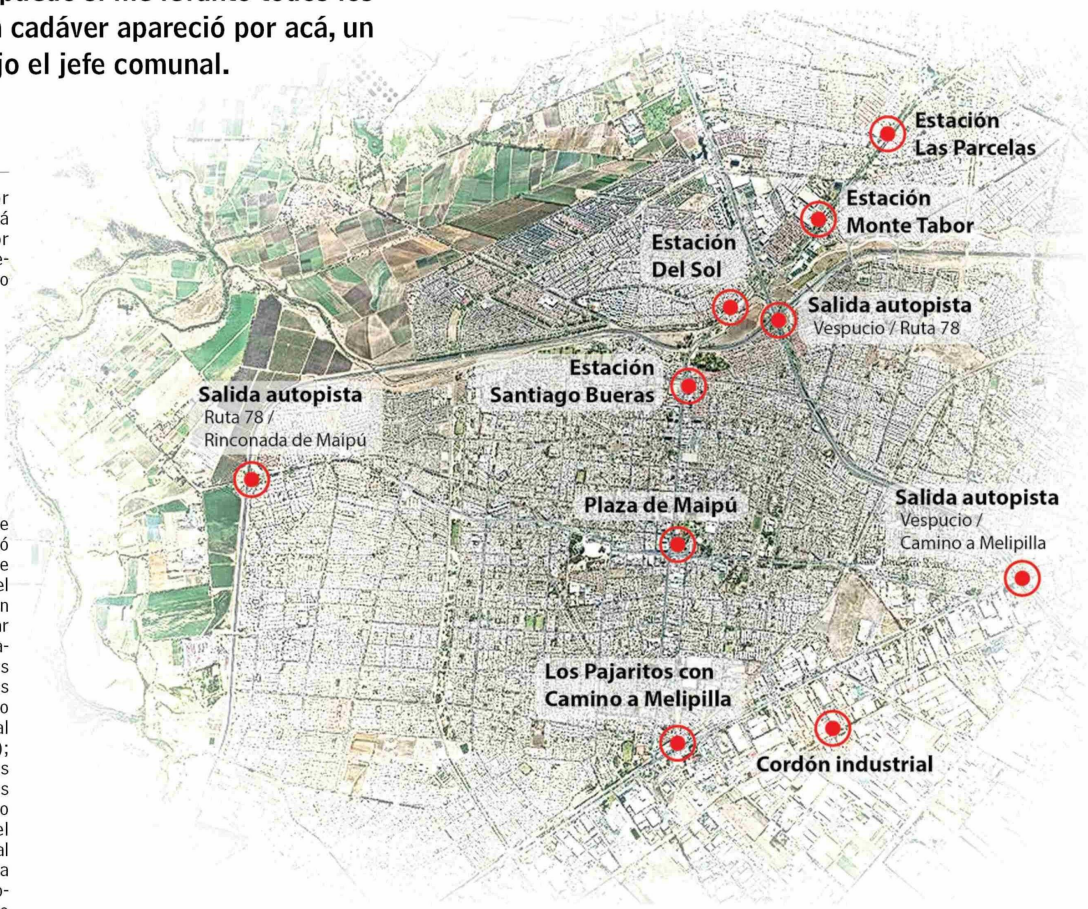 cadáver apareció por acá, un
el jefe comunal.
Estación
Las Parcelas
Estación
Monte Tabor
Estación
Del Sol
Salida autopista
Vespucio / Ruta 78
Estación
Santiago Bueras
Salida autopista
Ruta 78 /
Rinconada de Maipú
Plaza de Maipú
Salida autopista
Vespucio /
Camino a Melipilla
Los Pajaritos con
Camino a Melipilla
Cordón industrial